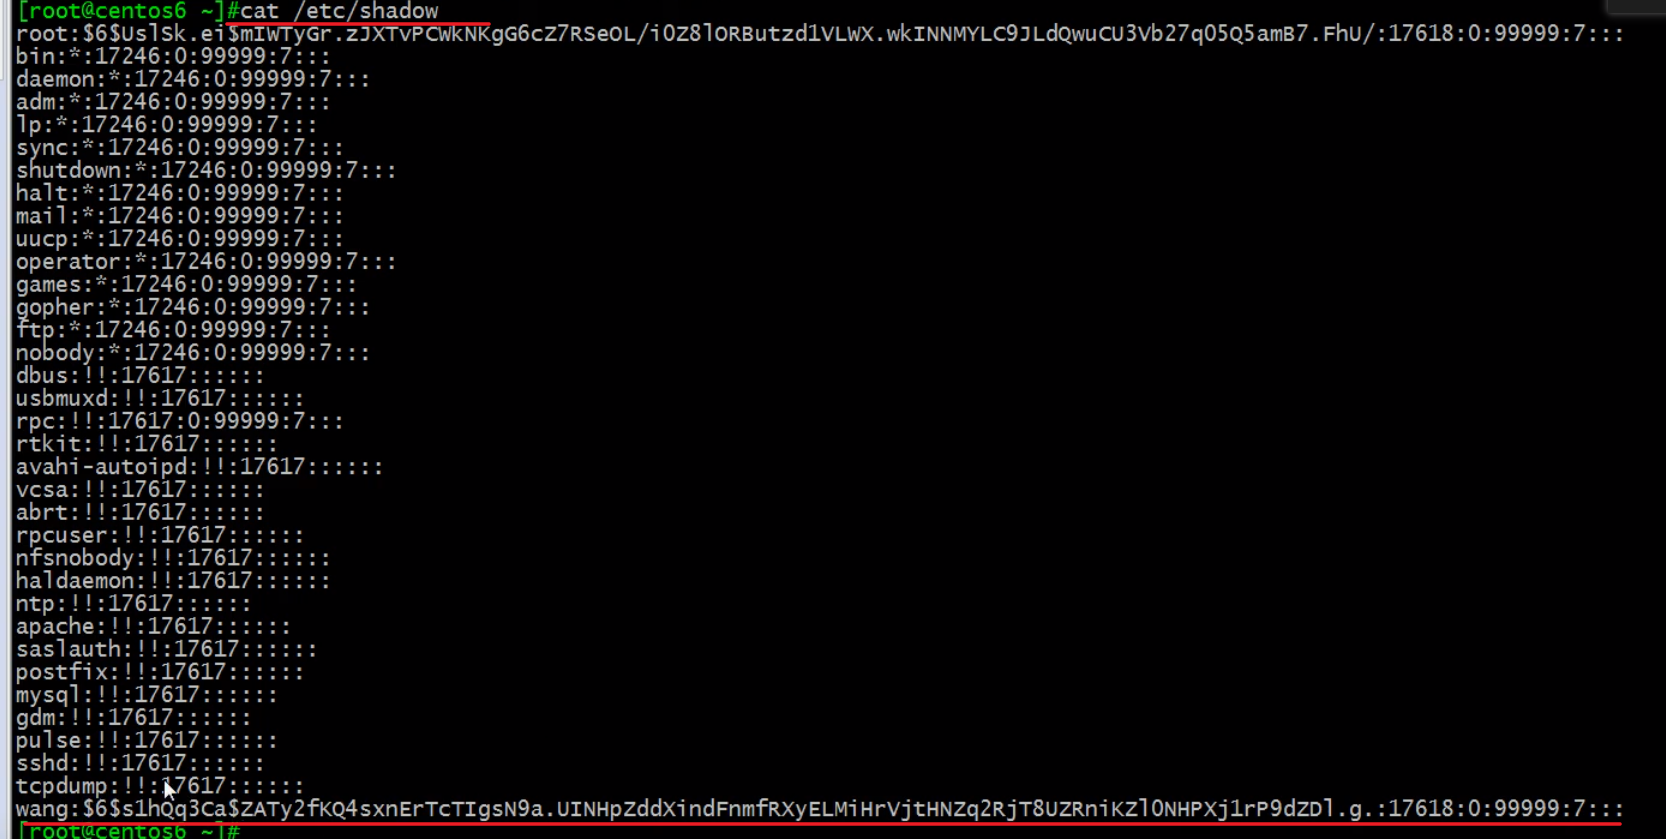 [root@centos6 ~]#cat /etc/shadow
root:$6$UslSk.ei$mIWTyGr.zJXTvPCWkNKgG6cZ7RSeOL/i0Z8lORButzd1VLWX.wkINNMYLC9JLdQwuCU3Vb27q05Q5amB7.FhU/:17618:0:99999:7:::
bin:*:17246:0:99999:7:::
daemon:*:17246:0:99999:7:::
adm:*:17246:0:99999:7:::
lp:*:17246:0:99999:7:::
sync:*:17246:0:99999:7:::
shutdown:*:17246:0:99999:7:::
halt:*:17246:0:99999:7:::
mail:*:17246:0:99999:7:::
uucp:*:17246:0:99999:7:::
operator:*:17246:0:99999:7:::
games:*:17246:0:99999:7:::
gopher:*:17246:0:99999:7:::
ftp:*:17246:0:99999:7:::
nobody:*:17246:0:99999:7:::
dbus:!!:17617::::::
usbmuxd:!!:17617::::::
rpc:!!:17617:0:99999:7:::
rtkit:!!:17617::::::
avahi-autoipd:!!:17617::::::
vcsa:!!:17617::::::
abrt:!!:17617::::::
rpcuser:!!:17617::::::
nfsnobody:!!:17617::::::
haldaemon:!!:17617::::::
ntp:!!:17617::::::
apache:!!:17617::::::
saslauth:!!:17617::::::
postfix:!!:17617::::::
mysql:!!:17617::::::
gdm:!!:17617::::::
pulse:!!:17617::::::
sshd:!!:17617::::::
tcpdump:!!:17617::::::
wang:$6$s1hQq3Ca$ZATy2fKQ4sxnErTcTIgsN9a.UINHpZddXindFnmfRXyELMiHrVjtHNZq2RjT8UZRniKZlONHPXj1rP9dZDl.g.:17618:0:99999:7:::
[root@centos6 ~]#